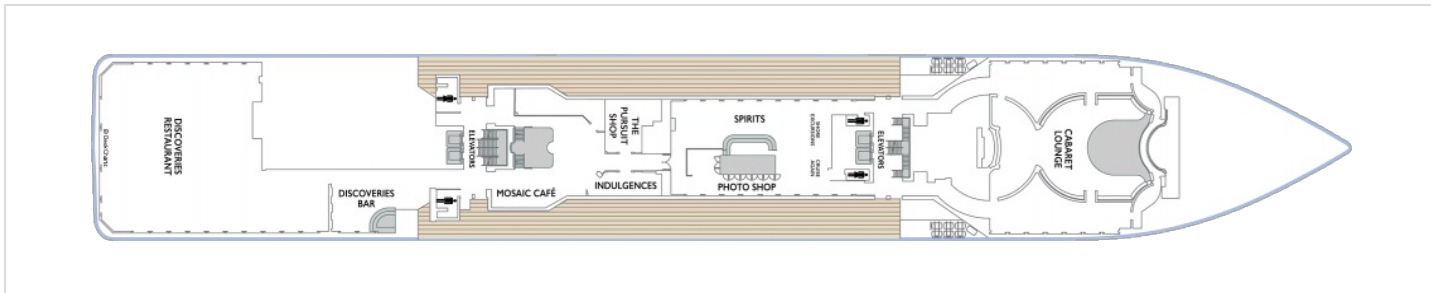 © GeekChartz
DISCOVERIES
RESTAURANT
DISCOVERIES
BAR
ELEVATORS
MOSAIC CAFÉ
THE
PURSUIT
SHOP
INDULGENCES
SPIRITS
PHOTO SHOP
SHORE
EXCURSIONS
CRUISE
AGAIN
ELEVATORS
CABARET
LOUNGE